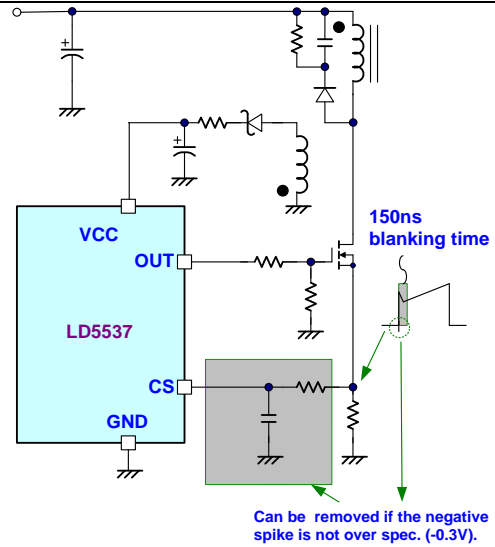 150ns
blanking time
VCC
OUT
LD5537
CS
GND
Can be removed if the negative
spike is not over spec. (-0.3V).
+
+